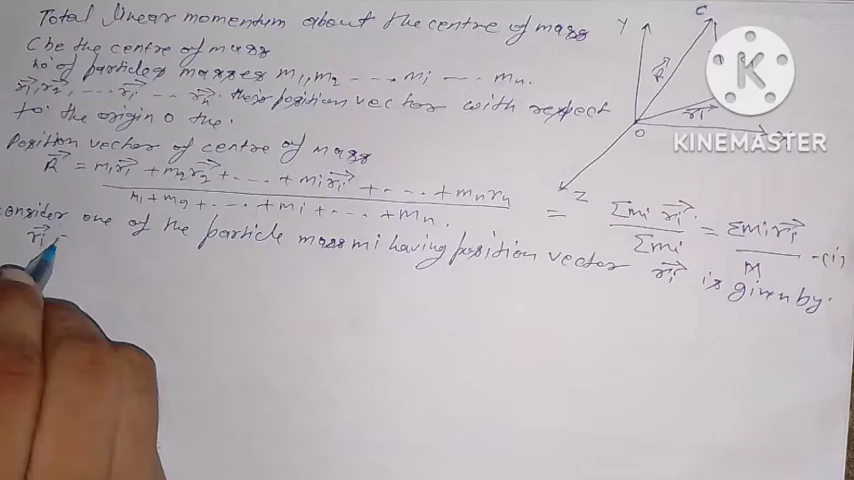 Total linear momentum about the centre of mass
C be the centre of mass
no of particles masses m1, m2 ---- mi ---- mn.
r1, r2, .... ri -- rn their position vector with respect
to the origin o the.
Position vector of centre of mass
R = m1r1 + m2r2 + .... + miri + ... + mnrn
m1 + m2 + ... + mi + ... + mn.
= Σmi ri / Σmi = Σmiri / M -(i)
onsider one of the particle mass mi having position vector ri is given by.
ri =
Y
C
R
ri
O
Z
K
KINEMASTER